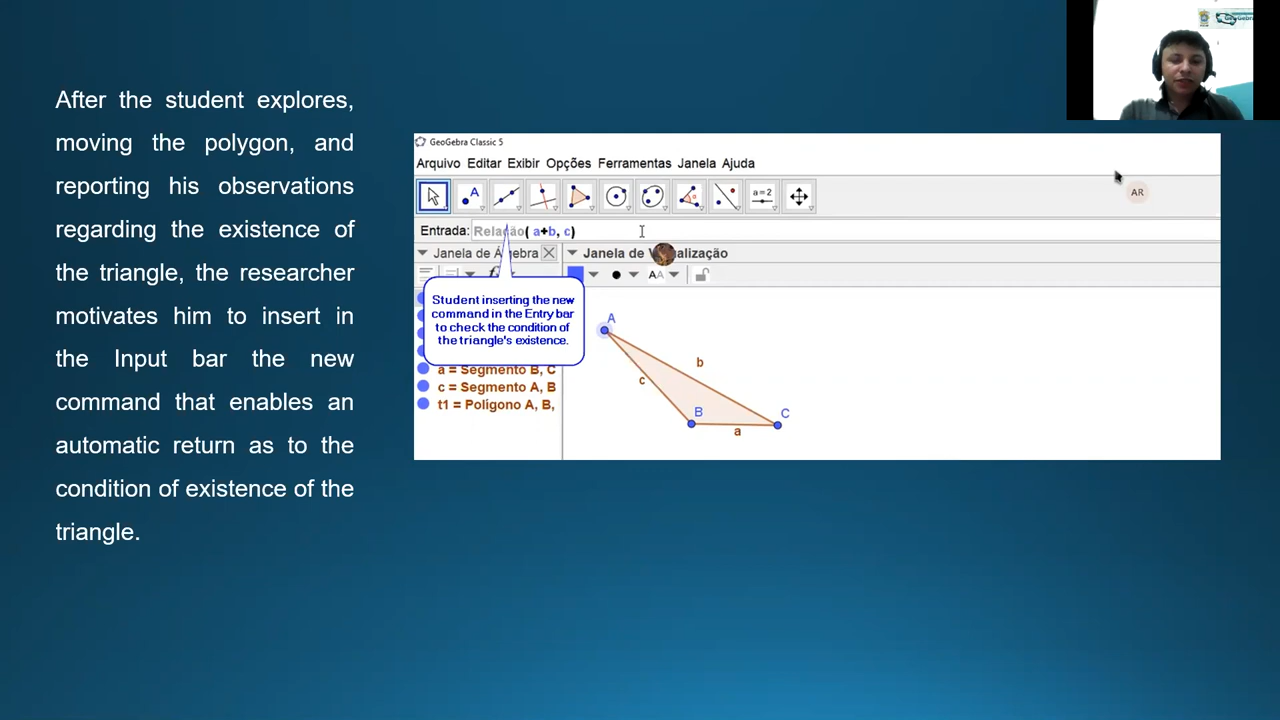 After the student explores,
moving the polygon, and
reporting his observations
regarding the existence of
the triangle, the researcher
motivates him to insert in
the Input bar the new
command that enables an
automatic return as to the
condition of existence of the
triangle.
GeoGebra Classic 5
Arquivo Editar Exibir Opções Ferramentas Janela Ajuda
A
a=2
AR
Entrada: Relação( a+b, c)
Janela de Álgebra
Janela de
AA
Student inserting the new
command in the Entry bar
to check the condition of
the triangle's existence.
a = Segmento B, C
c = Segmento A, B
t1 = Polígono A, B,
A
b
c
B
C
a